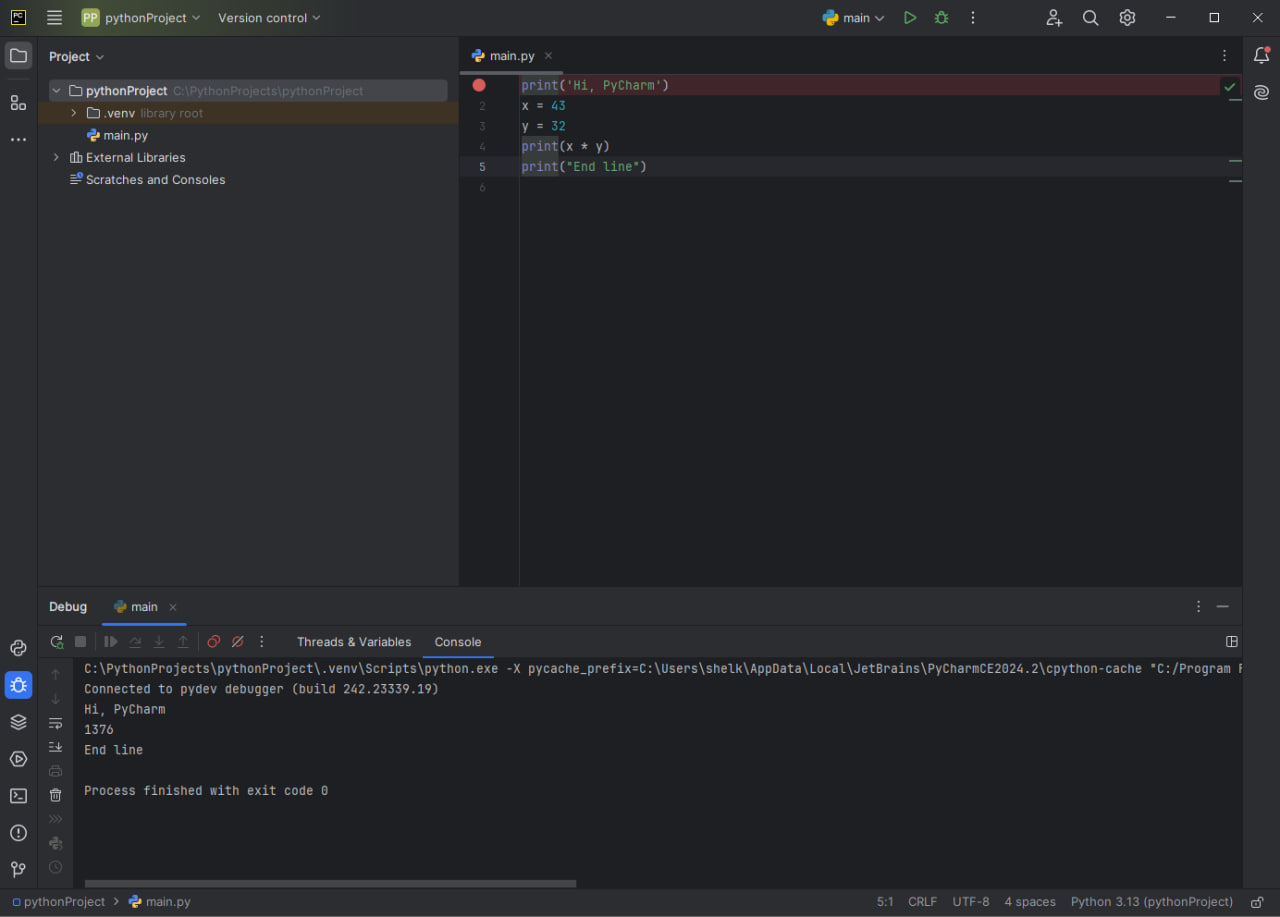 PC
PP pythonProject Version control main
Project
pythonProject C:\PythonProjects\pythonProject
.venv library root
main.py
External Libraries
Scratches and Consoles
main.py
print('Hi, PyCharm')
2 x = 43
3 y = 32
4 print(x * y)
5 print("End line")
6
Debug main
Threads & Variables Console
C:\PythonProjects\pythonProject\.venv\Scripts\python.exe -X pycache_prefix=C:\Users\shelk\AppData\Local\JetBrains\PyCharmCE2024.2\cpython-cache "C:/Program F
Connected to pydev debugger (build 242.23339.19)
Hi, PyCharm
1376
End line
Process finished with exit code 0
pythonProject > main.py 5:1 CRLF UTF-8 4 spaces Python 3.13 (pythonProject)